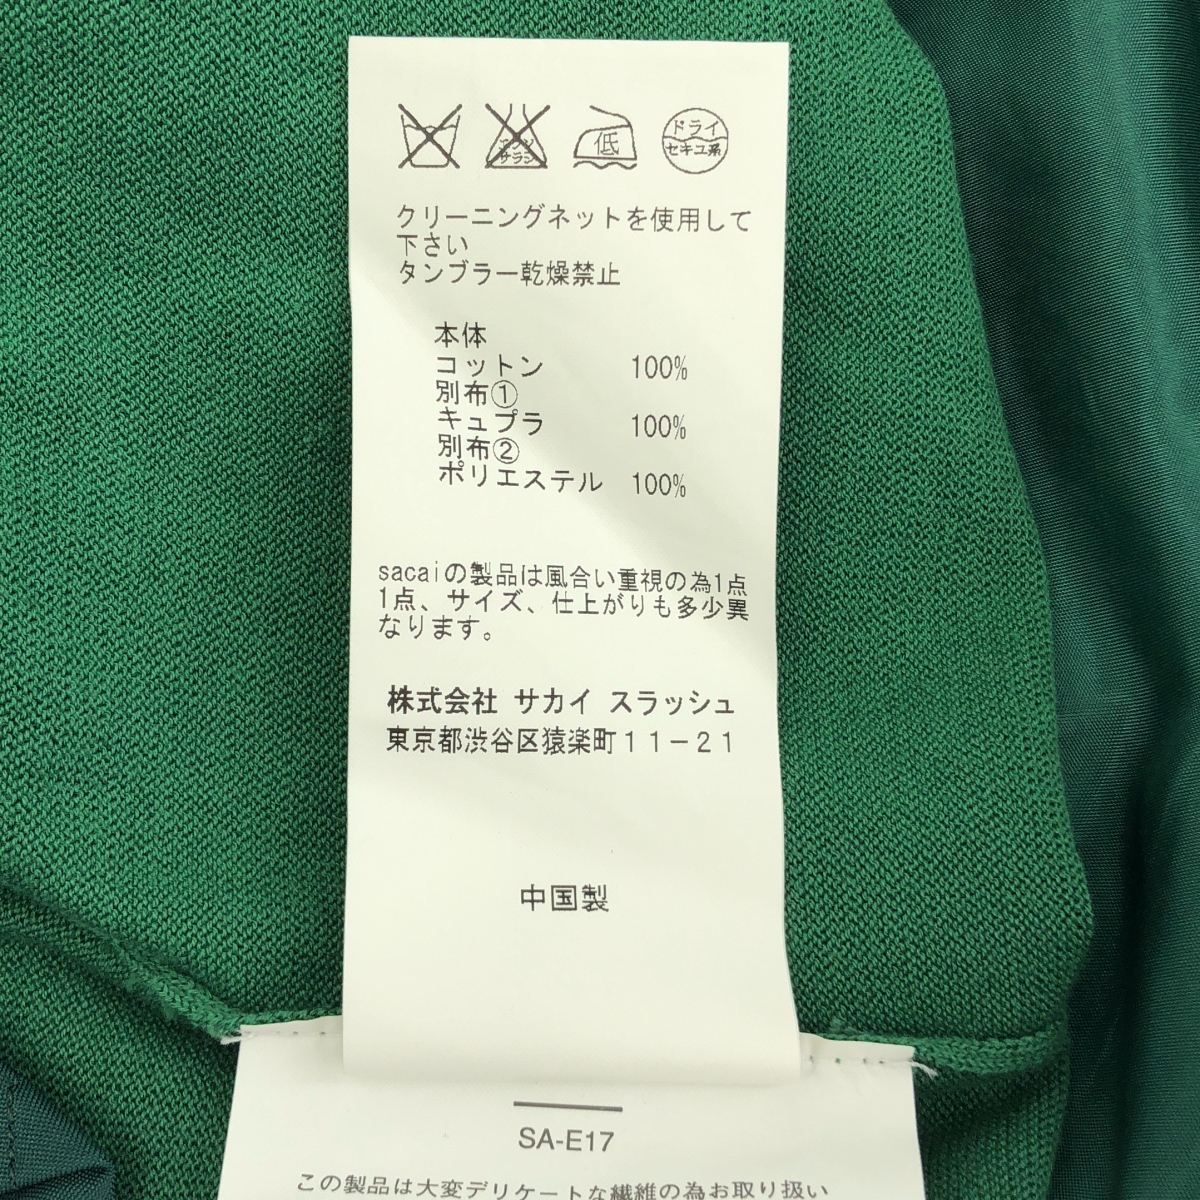 低
ドライ
セキユ系
クリーニングネットを使用して
下さい
タンブラー乾燥禁止
本体
コットン 100%
別布①
キュプラ 100%
別布②
ポリエステル 100%
sacaiの製品は風合い重視の為1点
1点、サイズ、仕上がりも多少異
なります。
株式会社 サカイ スラッシュ
東京都渋谷区猿楽町11-21
中国製
SA-E17
この製品は大変デリケートな繊維の為お取り扱い